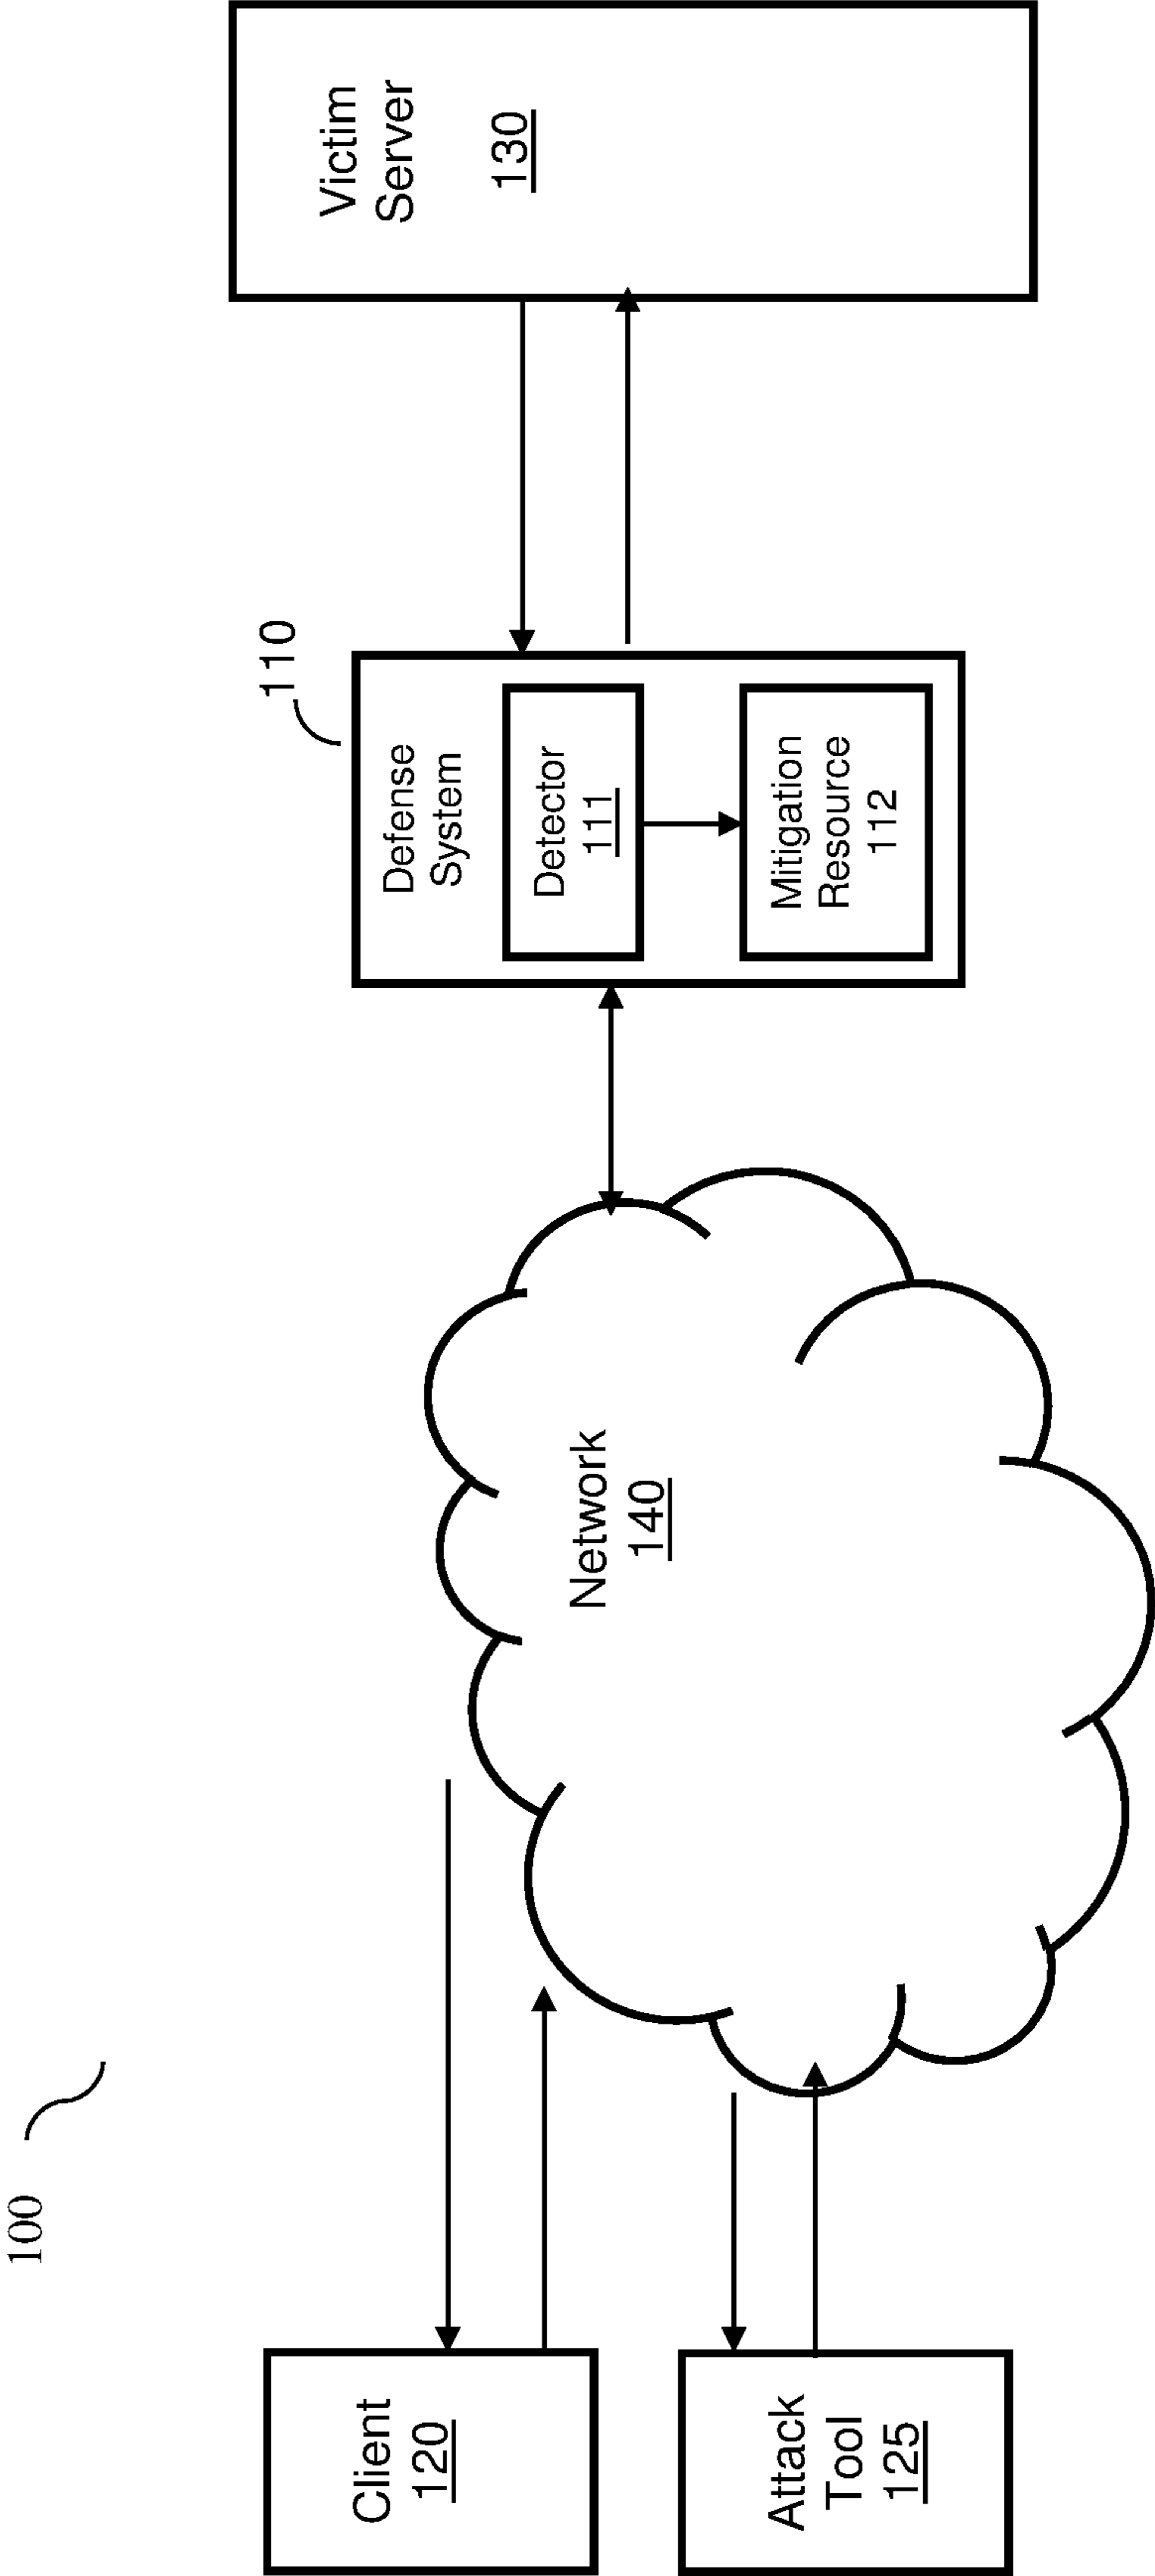 100
Client
120
Attack
Tool
125
Network
140
110
Defense
System
Detector
111
Mitigation
Resource
112
Victim
Server
130